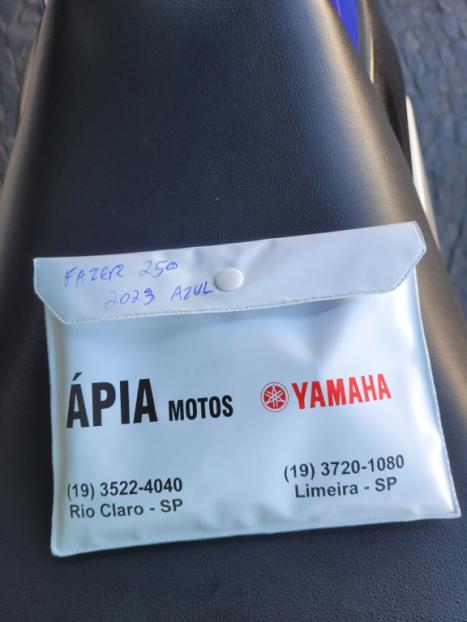 FAZER 250
2023 AZUL
ÁPIA MOTOS YAMAHA
(19) 3522-4040
Rio Claro - SP
(19) 3720-1080
Limeira - SP